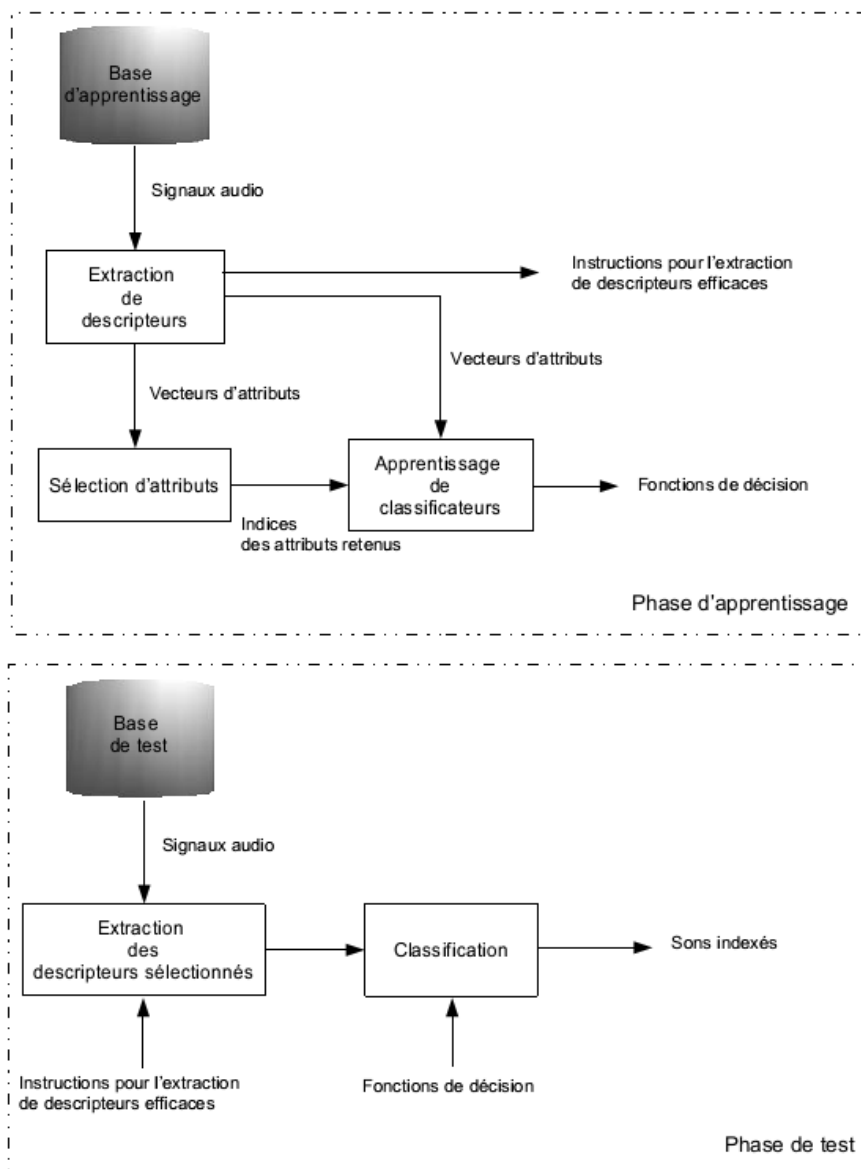 Base
d'apprentissage
Signaux audio
Extraction
de
descripteurs
Instructions pour l'extraction
de descripteurs efficaces
Vecteurs d'attributs
Vecteurs d'attributs
Sélection d'attributs
Apprentissage
de
classificateurs
Fonctions de décision
Indices
des attributs retenus
Phase d'apprentissage
Base
de test
Signaux audio
Extraction
des
descripteurs sélectionnés
Classification
Sons indexés
Instructions pour l'extraction
de descripteurs efficaces
Fonctions de décision
Phase de test